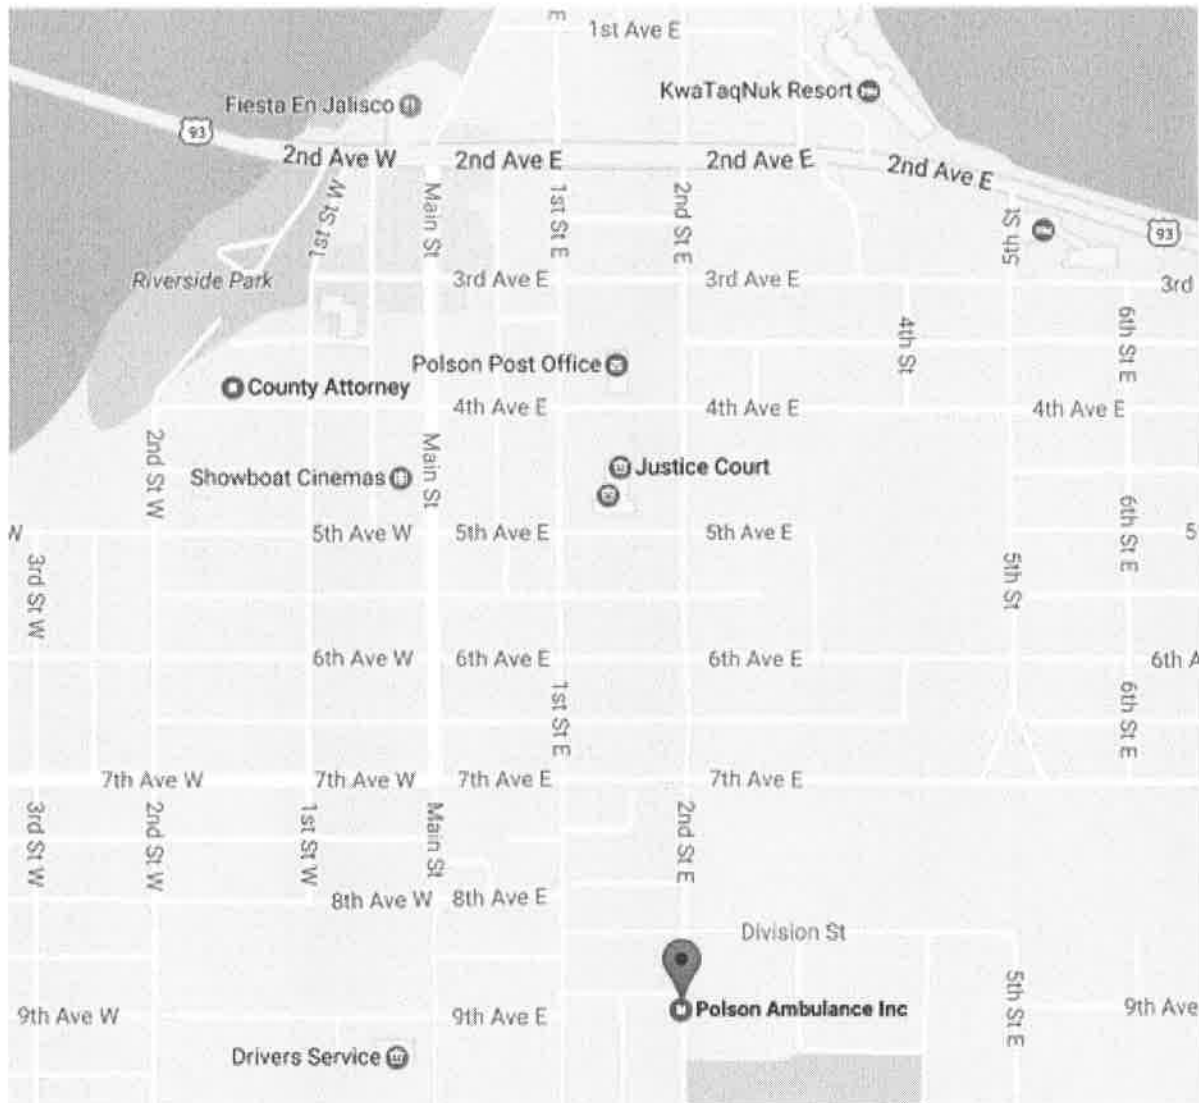 E
1st Ave E
KwaTaqNuk Resort
Fiesta En Jalisco
93
2nd Ave W
2nd Ave E
2nd Ave E
2nd Ave E
1st St W
Main St
1st St E
2nd St E
5th St
93
Riverside Park
3rd Ave E
3rd Ave E
3rd
4th St
6th St E
Polson Post Office
County Attorney
4th Ave E
4th Ave E
4th Ave E
2nd St W
Main St
Showboat Cinemas
Justice Court
W
5th Ave W
5th Ave E
5th Ave E
6th St E
5
3rd St W
5th St
6th Ave W
6th Ave E
6th Ave E
6th A
1st St E
6th St E
7th Ave W
7th Ave W
7th Ave E
7th Ave E
3rd St W
2nd St W
1st St W
Main St
2nd St E
8th Ave W
8th Ave E
Division St
5th St E
9th Ave W
9th Ave E
Polson Ambulance Inc
9th Ave
Drivers Service